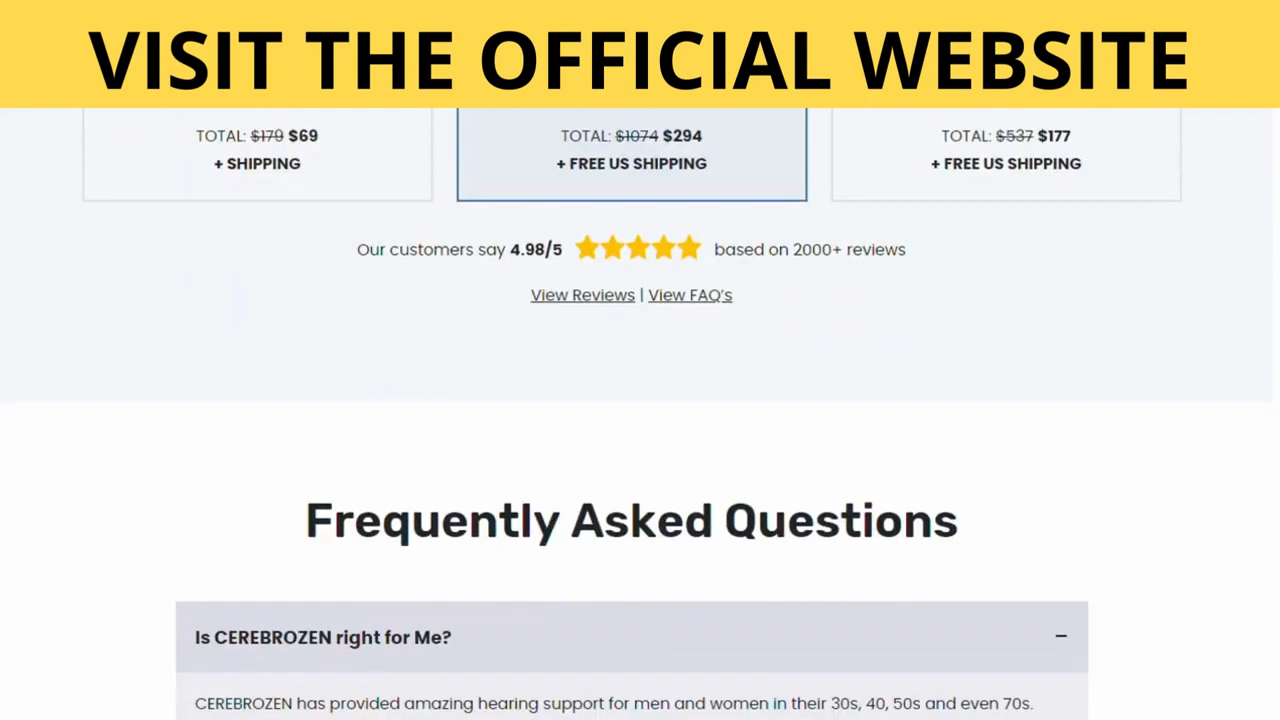 VISIT THE OFFICIAL WEBSITE
TOTAL: $179 $69
+ SHIPPING
TOTAL: $1074 $294
+ FREE US SHIPPING
TOTAL: $537 $177
+ FREE US SHIPPING
Our customers say 4.98/5 based on 2000+ reviews
View Reviews | View FAQ's
Frequently Asked Questions
Is CEREBROZEN right for Me? −
CEREBROZEN has provided amazing hearing support for men and women in their 30s, 40, 50s and even 70s.